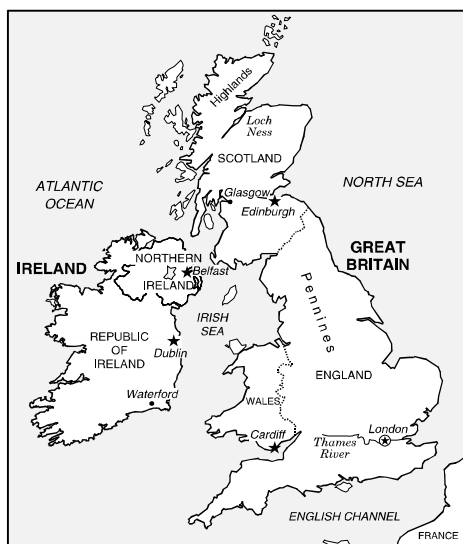 Highlands
Loch
Ness
SCOTLAND
ATLANTIC
OCEAN
NORTH SEA
Glasgow
Edinburgh
GREAT
BRITAIN
IRELAND
NORTHERN
IRELAND
Belfast
Pennines
IRISH
SEA
REPUBLIC
OF
IRELAND
Dublin
ENGLAND
Waterford
WALES
Cardiff
London
Thames
River
ENGLISH CHANNEL
FRANCE